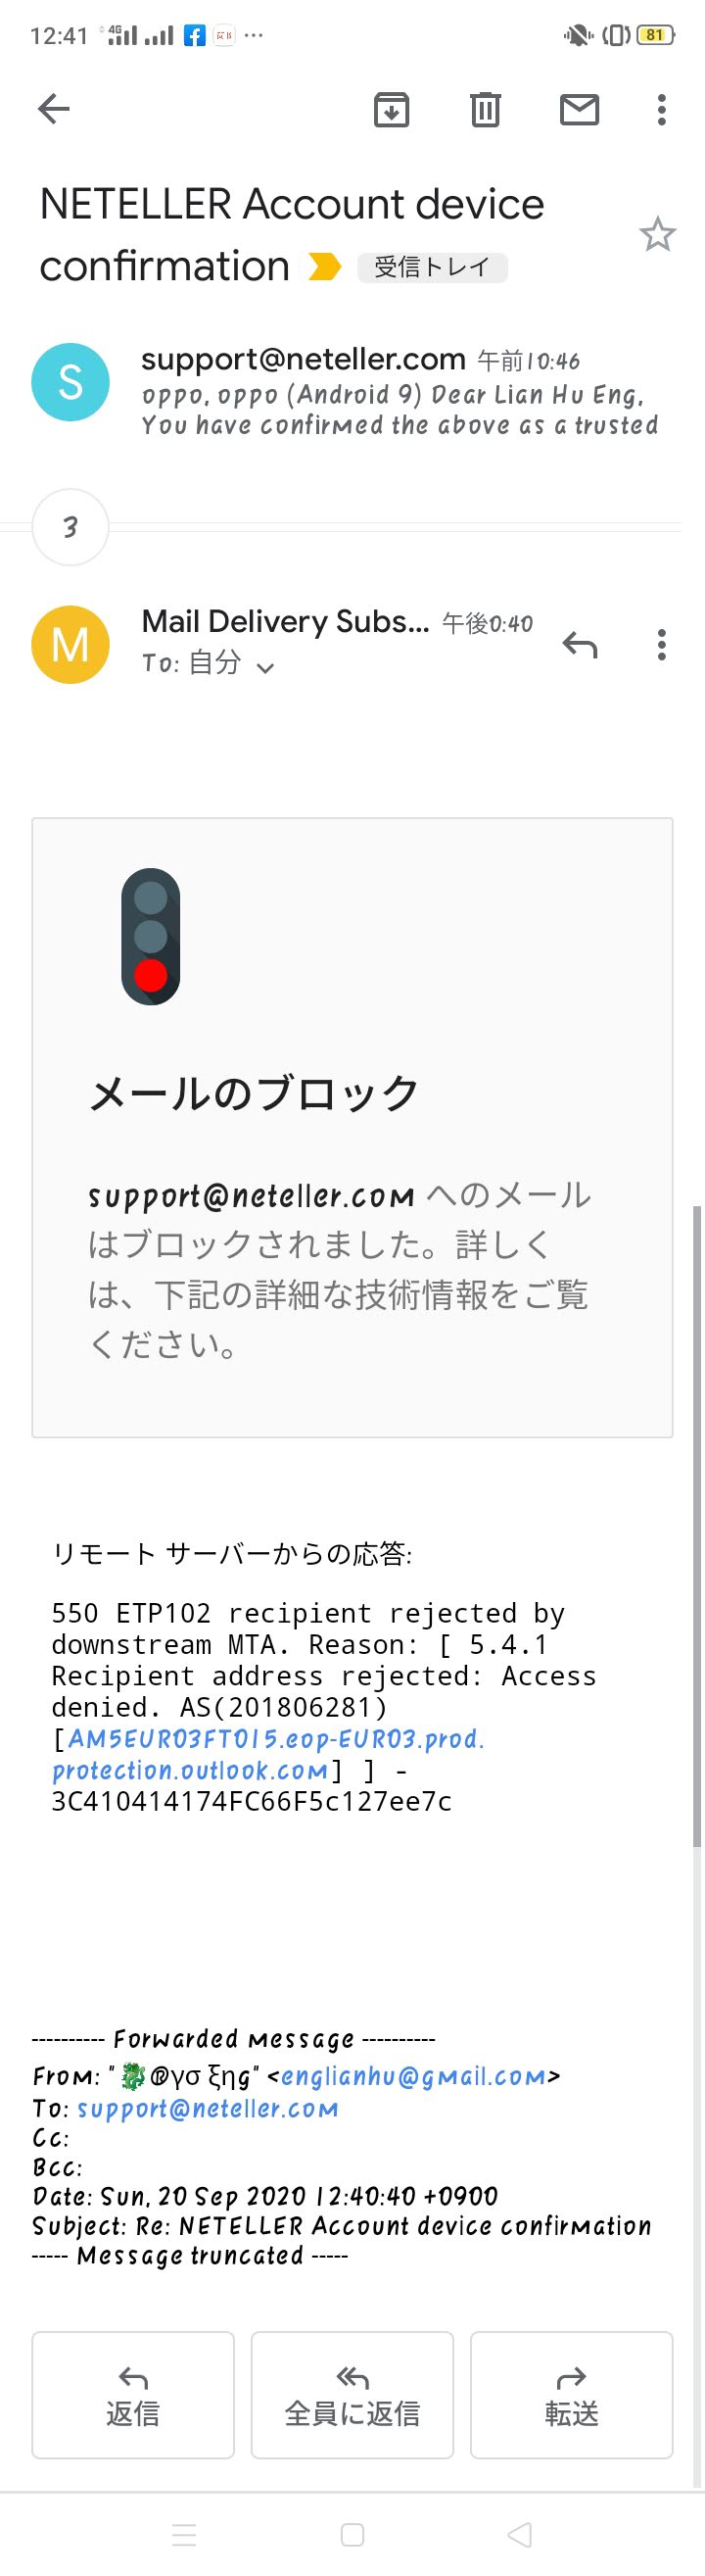 12:41 4G ... 81
NETELLER Account device
confirmation 受信トレイ
S
support@neteller.com 午前10:46
oppo, oppo (Android 9) Dear Lian Hu Eng,
You have confirmed the above as a trusted
3
M
Mail Delivery Subs... 午後0:40
To: 自分
メールのブロック
support@neteller.com へのメール
はブロックされました。詳しく
は、下記の詳細な技術情報をご覧
ください。
リモート サーバーからの応答:
550 ETP102 recipient rejected by
downstream MTA. Reason: [ 5.4.1
Recipient address rejected: Access
denied. AS(201806281)
[AM5EUR03FT015.eop-EUR03.prod.
protection.outlook.com] ] -
3C410414174FC66F5c127ee7c
---------- Forwarded message ----------
From: "🐉®γσ ξηg" <englianhu@gmail.com>
To: support@neteller.com
Cc:
Bcc:
Date: Sun, 20 Sep 2020 12:40:40 +0900
Subject: Re: NETELLER Account device confirmation
----- Message truncated -----
返信 全員に返信 転送